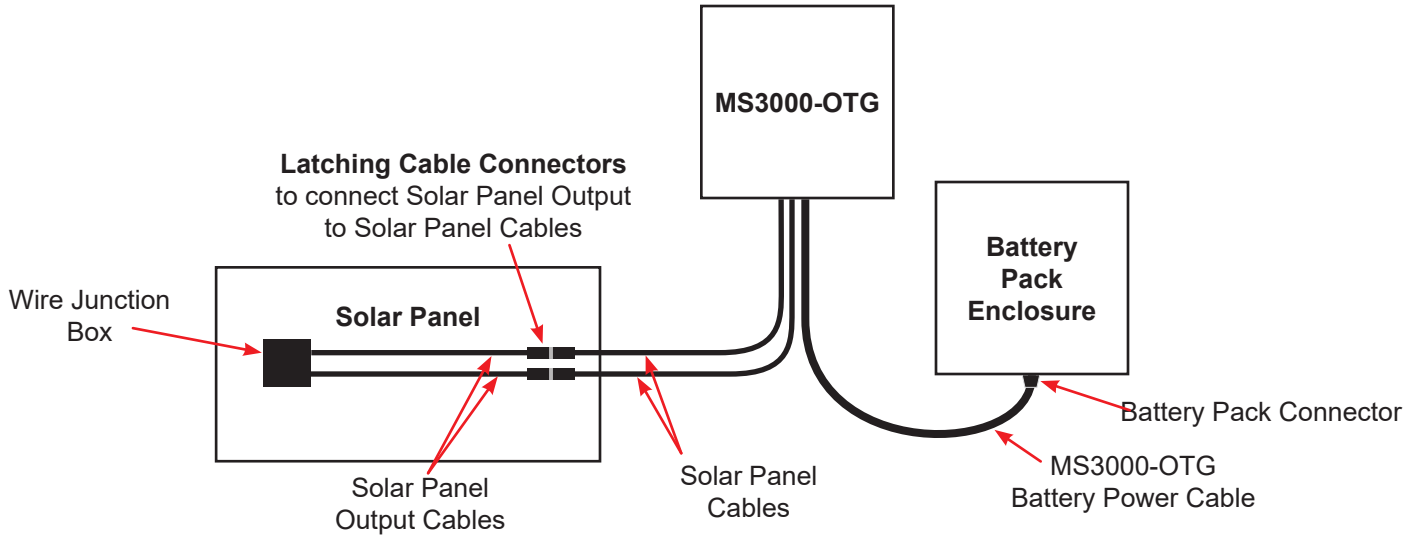 MS3000-OTG
Latching Cable Connectors
to connect Solar Panel Output
to Solar Panel Cables
Battery
Pack
Enclosure
Wire Junction
Box
Solar Panel
Battery Pack Connector
Solar Panel
Output Cables
Solar Panel
Cables
MS3000-OTG
Battery Power Cable